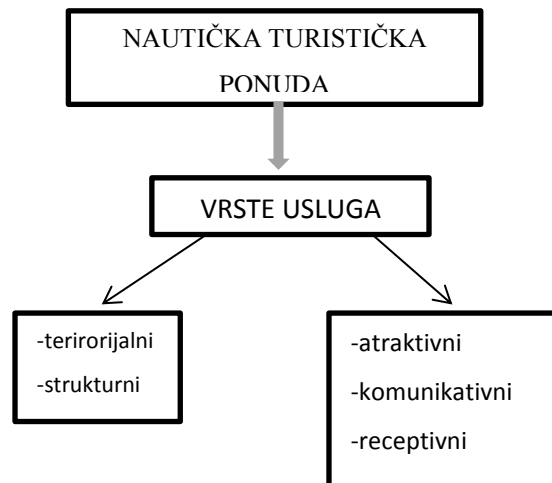 NAUTIČKA TURISTIČKA
PONUDA
VRSTE USLUGA
-terirorijalni
-strukturni
-atraktivni
-komunikativni
-receptivni